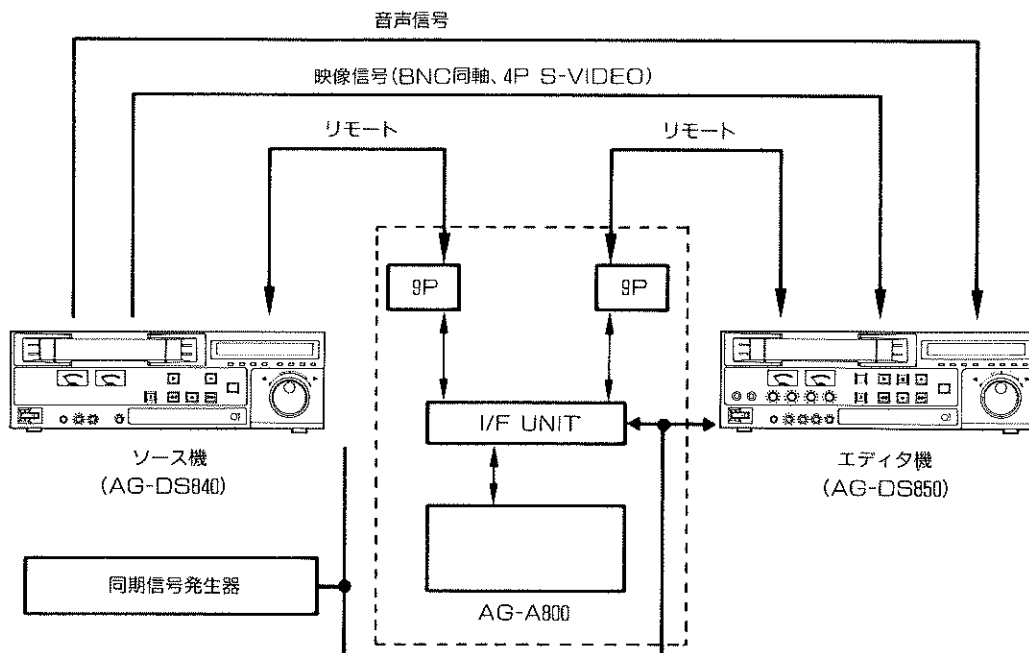 音声信号
映像信号(BNC同軸、4P S-VIDEO)
リモート
リモート
9P
9P
I/F UNIT
ソース機
(AG-DS840)
エディタ機
(AG-DS850)
同期信号発生器
AG-A800